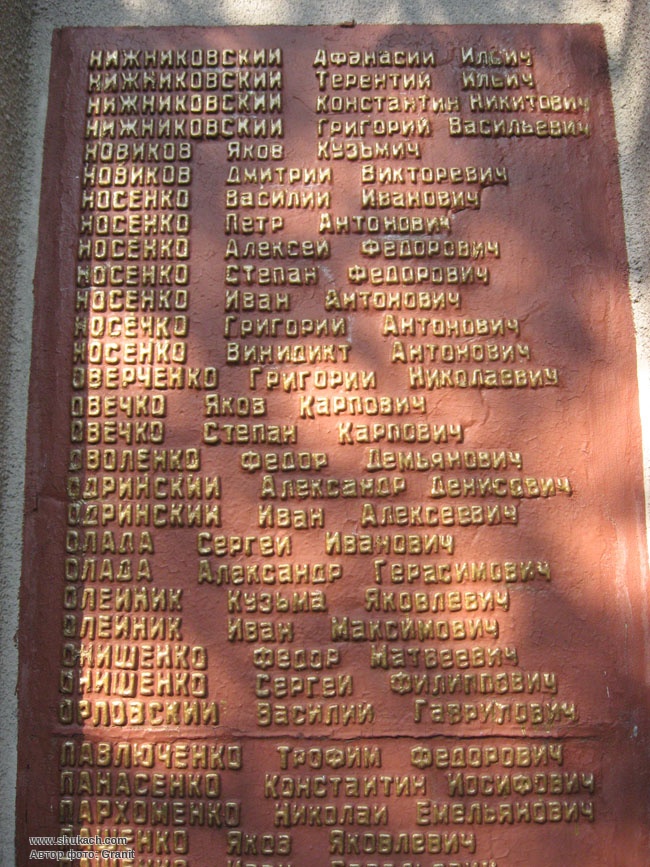 НИЖНИКОВСКИЙ АФАНАСИЙ ИЛЬИЧ
НИЖНИКОВСКИЙ ТЕРЕНТИЙ ИЛЬИЧ
НИЖНИКОВСКИЙ КОНСТАНТИН НИКИТОВИЧ
НИЖНИКОВСКИЙ ГРИГОРИЙ ВАСИЛЬЕВИЧ
НОВИКОВ ЯКОВ КУЗЬМИЧ
НОВИКОВ ДМИТРИЙ ВИКТОРЕВИЧ
НОСЕНКО ВАСИЛИЙ ИВАНОВИЧ
НОСЕНКО ПЕТР АНТОНОВИЧ
НОСЕНКО АЛЕКСЕЙ ФЕДОРОВИЧ
НОСЕНКО СТЕПАН ФЕДОРОВИЧ
НОСЕНКО ИВАН АНТОНОВИЧ
НОСЕЧКО ГРИГОРИЙ АНТОНОВИЧ
НОСЕНКО ВИНИДИКТ АНТОНОВИЧ
ОВЕРЧЕНКО ГРИГОРИЙ НИКОЛАЕВИЧ
ОВЕЧКО ЯКОВ КАРПОВИЧ
ОВЕЧКО СТЕПАН КАРПОВИЧ
ОВОЛЕНКО ФЕДОР ДЕМЬЯНОВИЧ
ОДРИНСКИЙ АЛЕКСАНДР ДЕНИСОВИЧ
ОДРИНСКИЙ ИВАН АЛЕКСЕЕВИЧ
ОЛАДА СЕРГЕЙ ИВАНОВИЧ
ОЛАДА АЛЕКСАНДР ГЕРАСИМОВИЧ
ОЛЕЙНИК КУЗЬМА ЯКОВЛЕВИЧ
ОЛЕЙНИК ИВАН МАКСИМОВИЧ
ОНИЩЕНКО ФЕДОР МАТВЕЕВИЧ
ОНИЩЕНКО СЕРГЕЙ ФИЛИППОВИЧ
ОРЛОВСКИЙ ВАСИЛИЙ ГАВРИЛОВИЧ
ПАВЛЮЧЕНКО ТРОФИМ ФЕДОРОВИЧ
ПАНАСЕНКО КОНСТАНТИН ИОСИФОВИЧ
ПАРХОМЕНКО НИКОЛАЙ ЕМЕЛЬЯНОВИЧ
ЯКОВ ЯКОВЛЕВИЧ
www.shukach.com
Автор фото: Granit